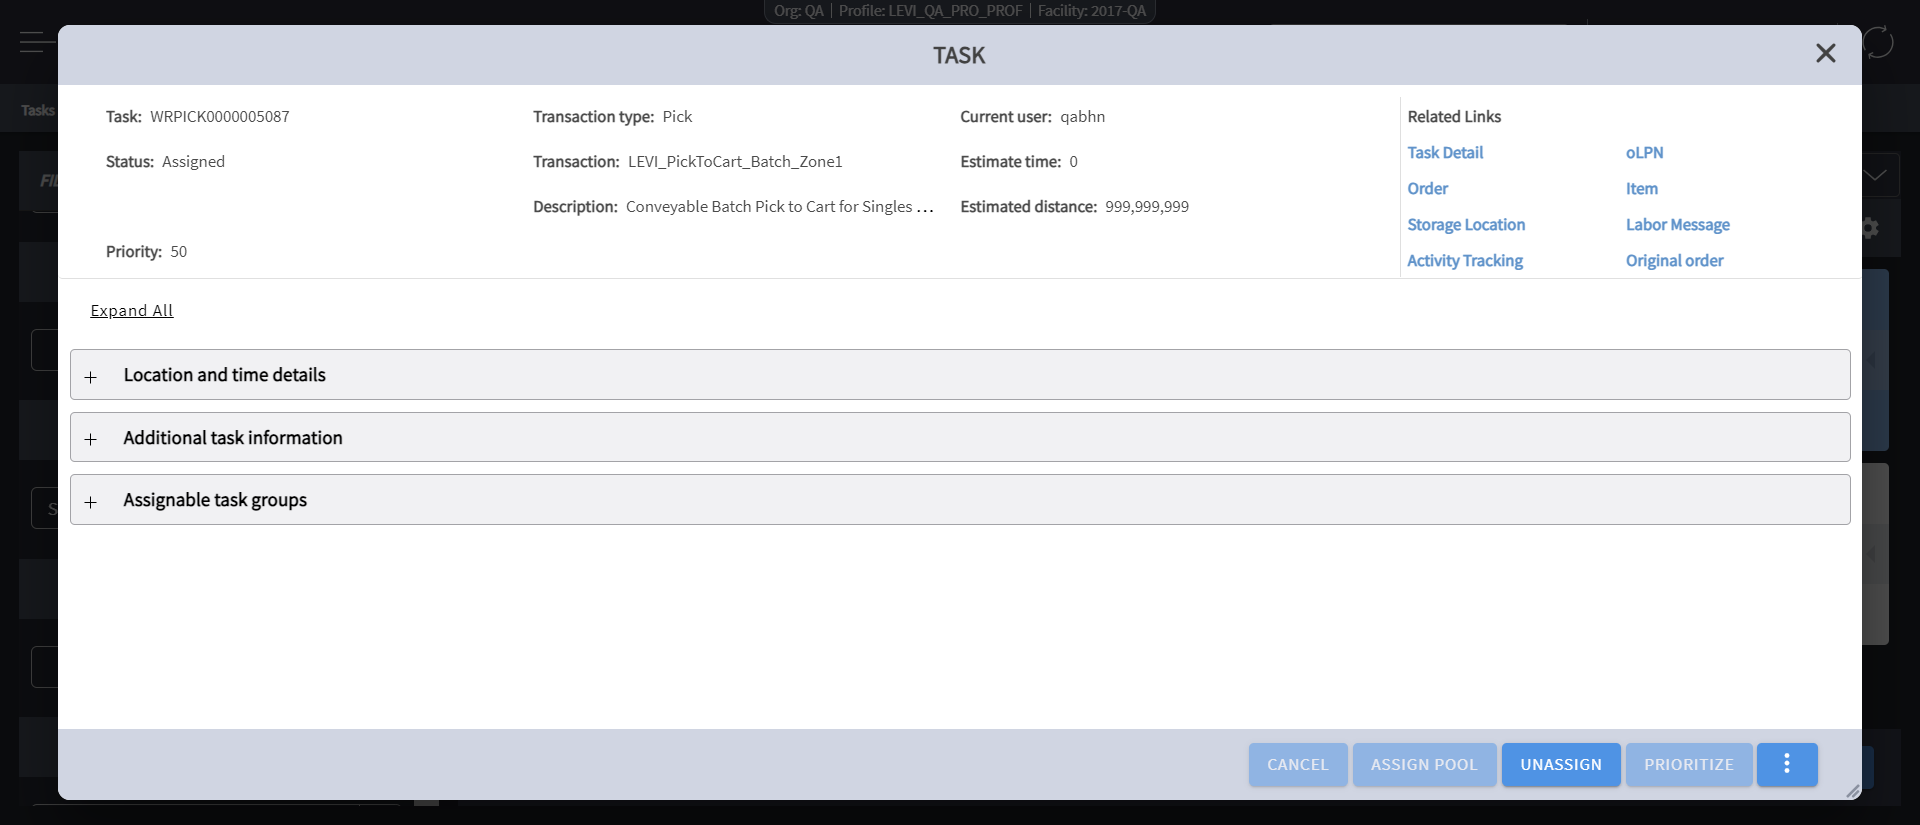 Org: QA | Profile: LEVI_QA_PRO_PROF | Facility: 2017-QA
TASK
Tasks
Task: WRPICK0000005087
Transaction type: Pick
Current user: qabhn
Status: Assigned
Transaction: LEVI_PickToCart_Batch_Zone1
Estimate time: 0
Description: Conveyable Batch Pick to Cart for Singles ...
Estimated distance: 999,999,999
Priority: 50
Related Links
Task Detail
oLPN
Order
Item
Storage Location
Labor Message
Activity Tracking
Original order
Expand All
+ Location and time details
+ Additional task information
+ Assignable task groups
CANCEL
ASSIGN POOL
UNASSIGN
PRIORITIZE